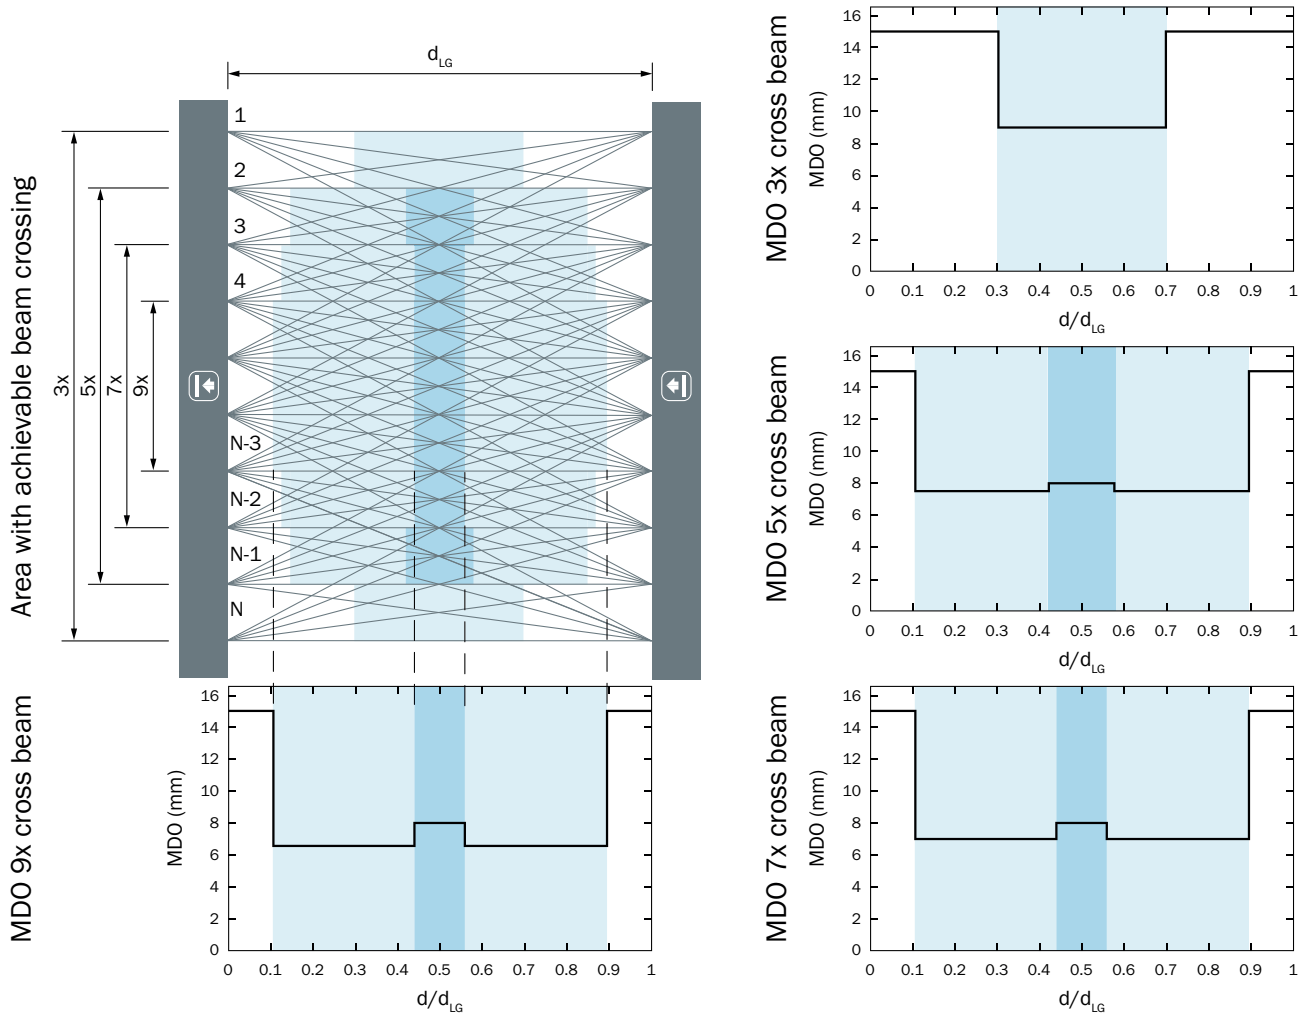 d_LG
Area with achievable beam crossing
3x
5x
7x
9x
1
2
3
4
N-3
N-2
N-1
N
MDO 3x cross beam
MDO (mm)
16
14
12
10
8
6
4
2
0
0 0.1 0.2 0.3 0.4 0.5 0.6 0.7 0.8 0.9 1
d/d_LG
MDO 5x cross beam
MDO (mm)
16
14
12
10
8
6
4
2
0
0 0.1 0.2 0.3 0.4 0.5 0.6 0.7 0.8 0.9 1
d/d_LG
MDO 9x cross beam
MDO (mm)
16
14
12
10
8
6
4
2
0
0 0.1 0.2 0.3 0.4 0.5 0.6 0.7 0.8 0.9 1
d/d_LG
MDO 7x cross beam
MDO (mm)
16
14
12
10
8
6
4
2
0
0 0.1 0.2 0.3 0.4 0.5 0.6 0.7 0.8 0.9 1
d/d_LG